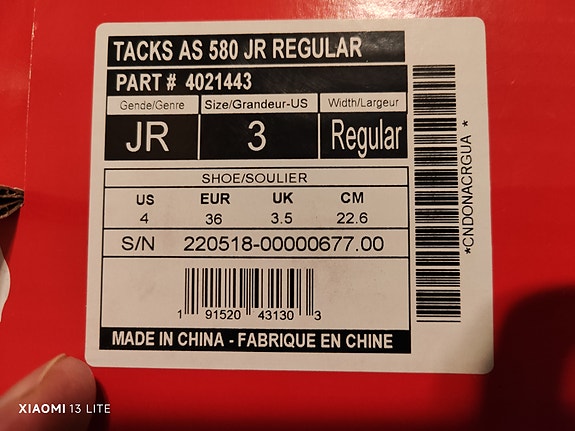 TACKS AS 580 JR REGULAR
PART # 4021443
Gende/Genre Size/Grandeur-US Width/Largeur
JR 3 Regular
SHOE/SOULIER
US EUR UK CM
4 36 3.5 22.6
S/N 220518-00000677.00
1 91520 43130 3
MADE IN CHINA - FABRIQUE EN CHINE
*CNDONACRGUA *
XIAOMI 13 LITE